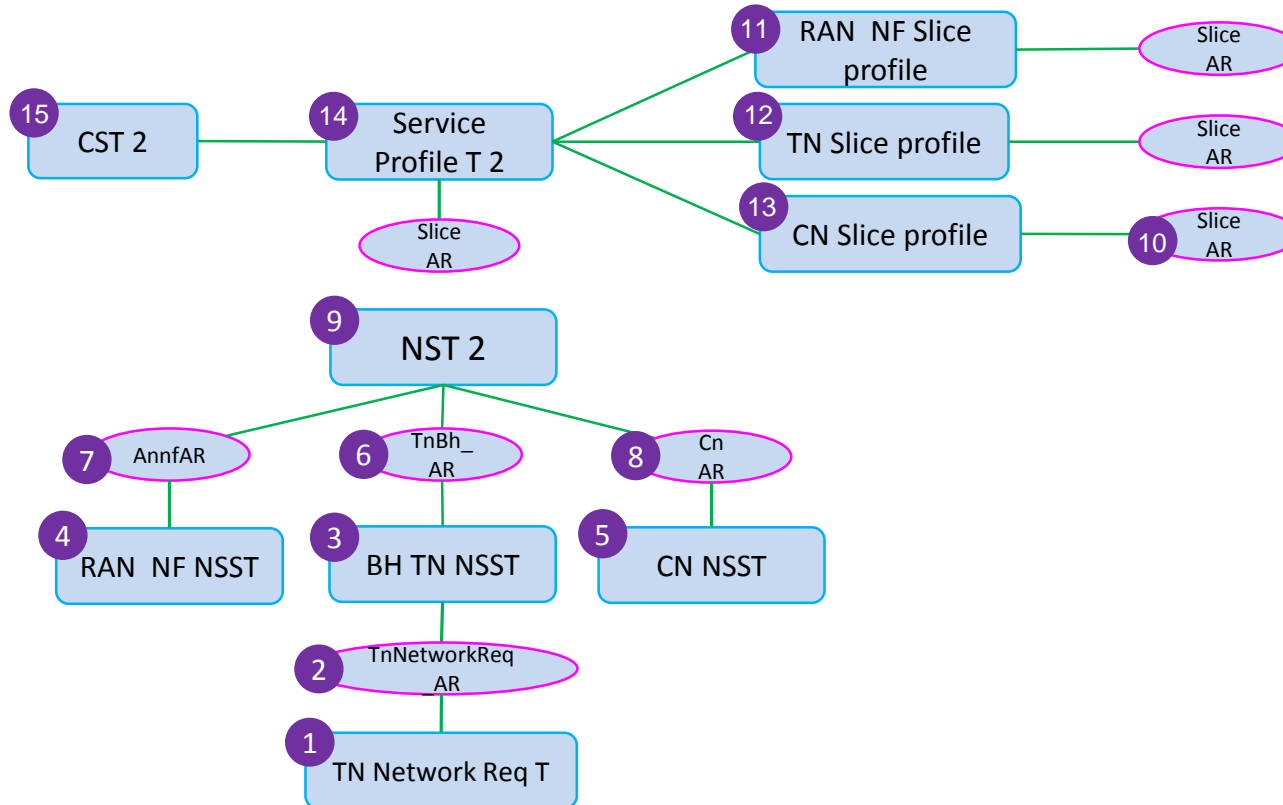 11
RAN NF Slice
profile
Slice
AR
15
CST 2
14
Service
Profile T 2
12
TN Slice profile
Slice
AR
13
CN Slice profile
10
Slice
AR
Slice
AR
9
NST 2
7
AnnfAR
6
TnBh_
AR
8
Cn
AR
4
RAN NF NSST
3
BH TN NSST
5
CN NSST
2
TnNetworkReq
_AR
1
TN Network Req T